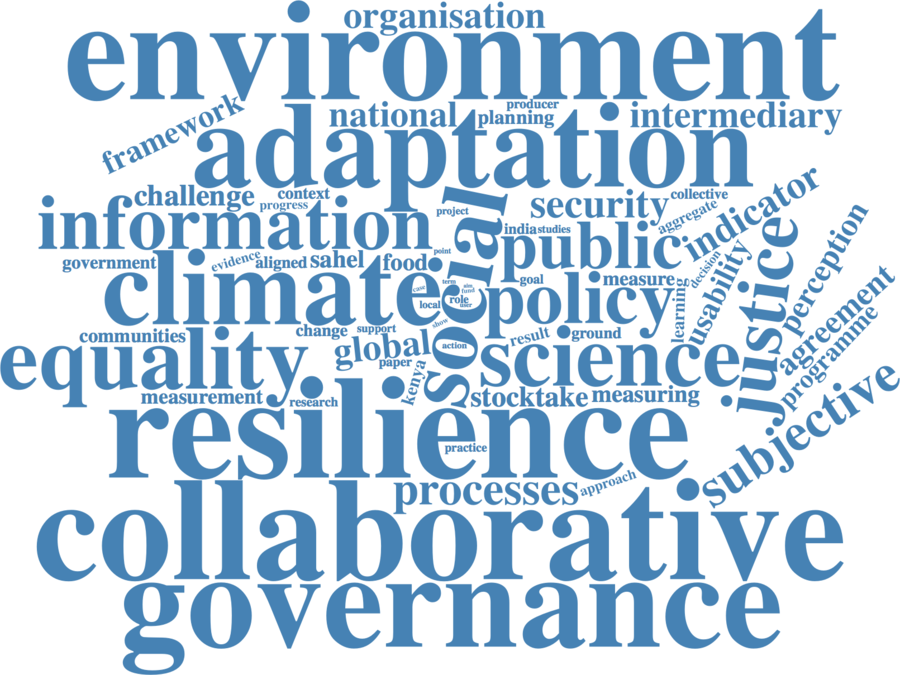 organisation
environment
producer
national planning intermediary
framework
adaptation
challenge context
progress
collective
security
aggregate
indicator
information
project
social
india studies
public
justice
perception
government
evidence
aligned sahel food
point
decision
usability
climate
case
term
aim
fund
goal
measure
local
role
user
policy
learning
agreement
programme
communities
change support
show
result ground
equality
global
paper
action
science
kenya
measurement
research
stocktake measuring
resilience
practice
subjective
processes approach
collaborative
governance